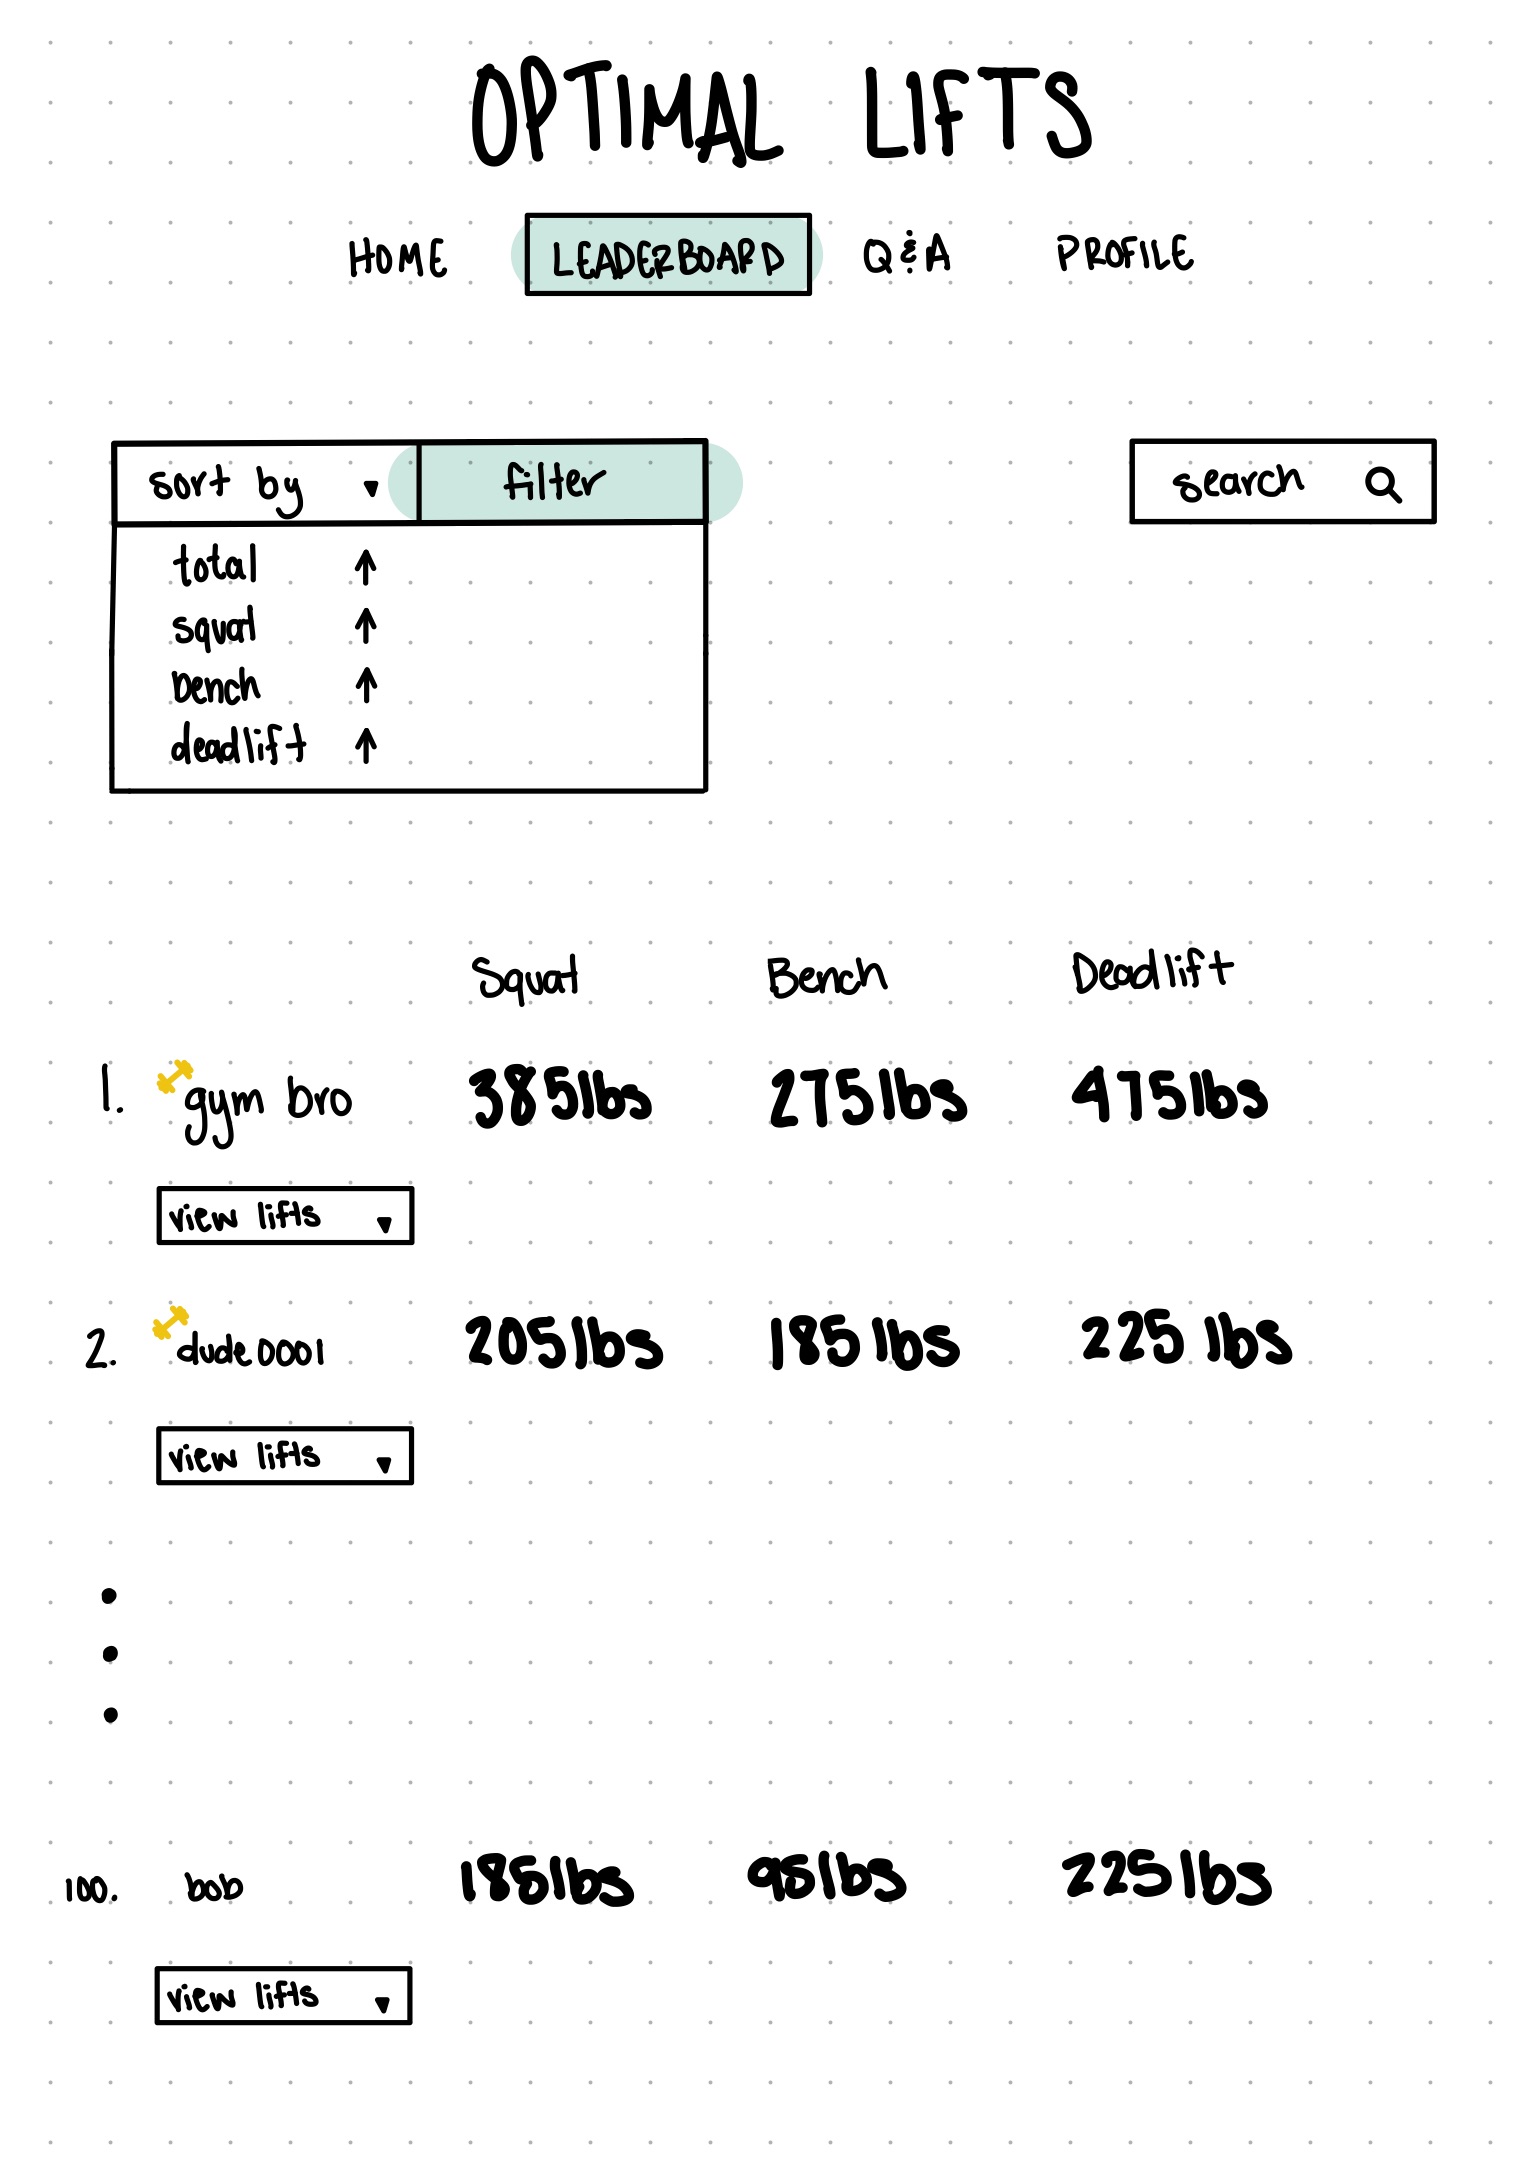 OPTIMAL LIFTS
HOME LEADERBOARD Q&A PROFILE
sort by filter search
total
squat
bench
deadlift
Squat Bench Deadlift
1. gym bro 385lbs 275lbs 475lbs
view lifts
2. dude0001 205lbs 185lbs 225 lbs
view lifts
100. bob 185lbs 95lbs 225lbs
view lifts